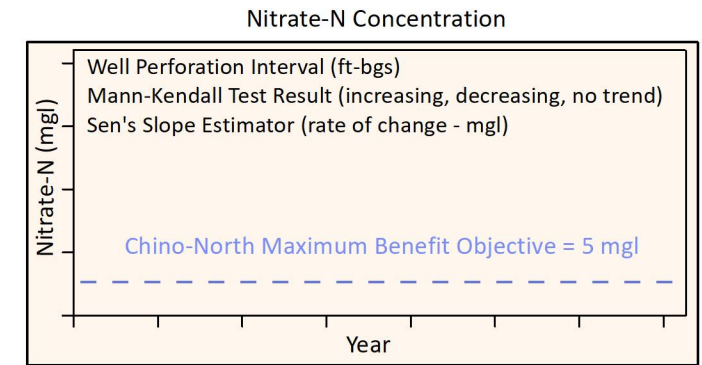 Nitrate-N Concentration
Well Perforation Interval (ft-bgs)
Mann-Kendall Test Result (increasing, decreasing, no trend)
Sen's Slope Estimator (rate of change - mgl)
Nitrate-N (mgl)
Chino-North Maximum Benefit Objective = 5 mgl
Year